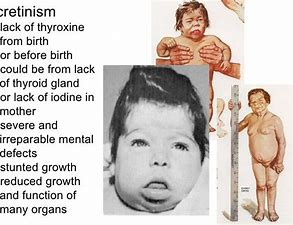 cretinism
lack of thyroxine
from birth
or before birth
could be from lack
of thyroid gland
or lack of iodine in
mother
severe and
irreparable mental
defects
stunted growth
reduced growth
and function of
many organs